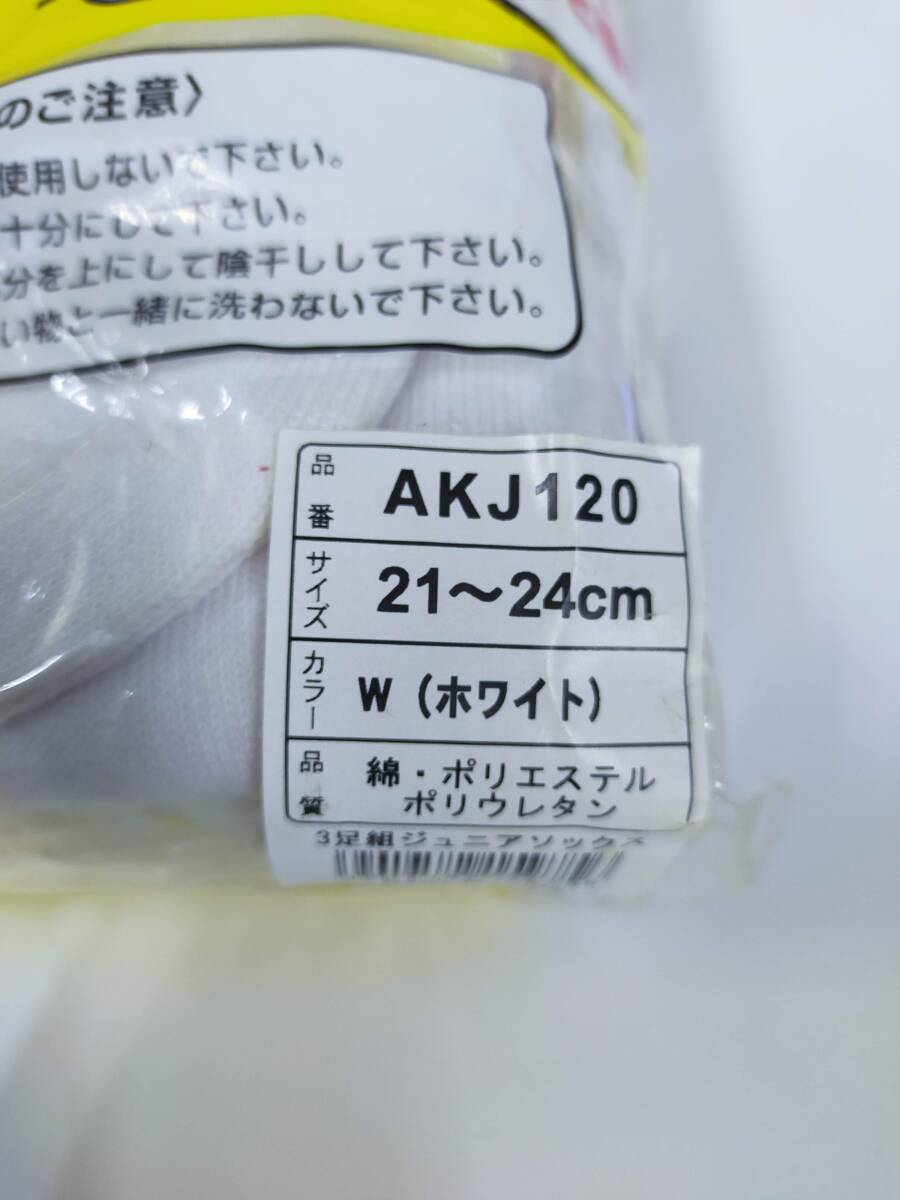 のご注意〉
使用しないで下さい。
十分にして下さい。
分を上にして陰干しして下さい。
い物と一緒に洗わないで下さい。
品番 AKJ120
サイズ 21〜24cm
カラー W（ホワイト）
品質 綿・ポリエステル
ポリウレタン
3足組ジュニアソックス